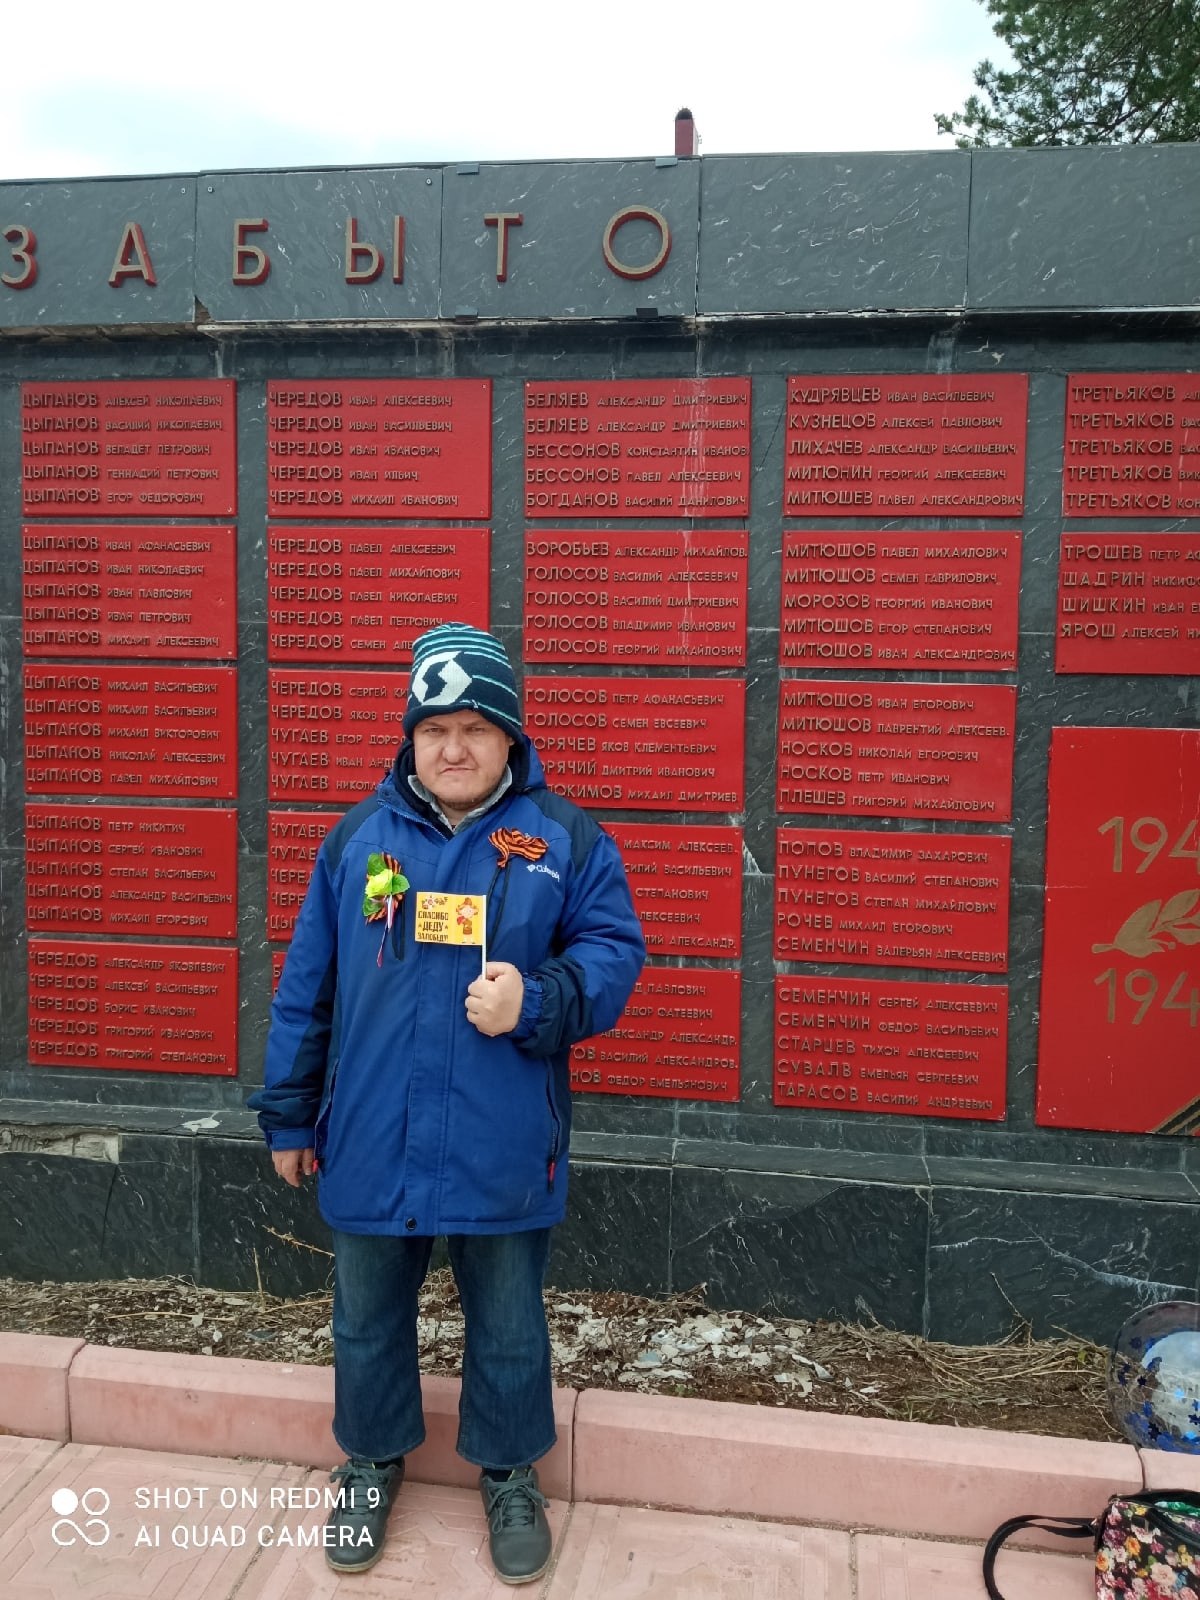 ЗАБЫТО
ЦЫПАНОВ АЛЕКСЕЙ НИКОЛАЕВИЧ
ЦЫПАНОВ ВАСИЛИЙ НИКОЛАЕВИЧ
ЦЫПАНОВ ВЕЛАДЕТ ПЕТРОВИЧ
ЦЫПАНОВ ГЕННАДИЙ ПЕТРОВИЧ
ЦЫПАНОВ ЕГОР ФЕДОРОВИЧ
ЦЫПАНОВ ИВАН АФАНАСЬЕВИЧ
ЦЫПАНОВ ИВАН НИКОЛАЕВИЧ
ЦЫПАНОВ ИВАН ПАВЛОВИЧ
ЦЫПАНОВ ИВАН ПЕТРОВИЧ
ЦЫПАНОВ МИХАИЛ АЛЕКСЕЕВИЧ
ЦЫПАНОВ МИХАИЛ ВАСИЛЬЕВИЧ
ЦЫПАНОВ МИХАИЛ ВАСИЛЬЕВИЧ
ЦЫПАНОВ МИХАИЛ ВИКТОРОВИЧ
ЦЫПАНОВ НИКОЛАЙ АЛЕКСЕЕВИЧ
ЦЫПАНОВ ПАВЕЛ МИХАЙЛОВИЧ
ЦЫПАНОВ ПЕТР НИКИТИЧ
ЦЫПАНОВ СЕРГЕЙ ИВАНОВИЧ
ЦЫПАНОВ СТЕПАН ВАСИЛЬЕВИЧ
ЦЫПАНОВ АЛЕКСАНДР ВАСИЛЬЕВИЧ
ЦЫПАНОВ МИХАИЛ ЕГОРОВИЧ
ЧЕРЕДОВ АЛЕКСАНДР ЯКОВЛЕВИЧ
ЧЕРЕДОВ АЛЕКСЕЙ ВАСИЛЬЕВИЧ
ЧЕРЕДОВ БОРИС ИВАНОВИЧ
ЧЕРЕДОВ ГРИГОРИЙ ИВАНОВИЧ
ЧЕРЕДОВ ГРИГОРИЙ СТЕПАНОВИЧ
ЧЕРЕДОВ ИВАН АЛЕКСЕЕВИЧ
ЧЕРЕДОВ ИВАН ВАСИЛЬЕВИЧ
ЧЕРЕДОВ ИВАН ИВАНОВИЧ
ЧЕРЕДОВ ИВАН ИЛЬИЧ
ЧЕРЕДОВ МИХАИЛ ИВАНОВИЧ
ЧЕРЕДОВ ПАВЕЛ АЛЕКСЕЕВИЧ
ЧЕРЕДОВ ПАВЕЛ МИХАЙЛОВИЧ
ЧЕРЕДОВ ПАВЕЛ НИКОЛАЕВИЧ
ЧЕРЕДОВ ПАВЕЛ ПЕТРОВИЧ
ЧЕРЕДОВ СЕМЕН
ЧЕРЕДОВ СЕРГЕЙ
ЧЕРЕДОВ ЯКОВ
ЧУГАЕВ ЕГОР
ЧУГАЕВ ИВАН
ЧУГАЕВ
ЧУГАЕВ
БЕЛЯЕВ АЛЕКСАНДР ДМИТРИЕВИЧ
БЕЛЯЕВ АЛЕКСАНДР ДМИТРИЕВИЧ
БЕССОНОВ КОНСТАНТИН ИВАНОВ
БЕССОНОВ ПАВЕЛ АЛЕКСЕЕВИЧ
БОГДАНОВ ВАСИЛИЙ ДАНИЛОВИЧ
ВОРОБЬЕВ АЛЕКСАНДР МИХАЙЛОВ.
ГОЛОСОВ ВАСИЛИЙ АЛЕКСЕЕВИЧ
ГОЛОСОВ ВАСИЛИЙ ДМИТРИЕВИЧ
ГОЛОСОВ ВЛАДИМИР ИВАНОВИЧ
ГОЛОСОВ ГЕОРГИЙ МИХАЙЛОВИЧ
ГОЛОСОВ ПЕТР АФАНАСЬЕВИЧ
ГОЛОСОВ СЕМЕН ЕВСЕЕВИЧ
ОРЯЧЕВ ЯКОВ КЛЕМЕНТЬЕВИЧ
ОРЯЧИЙ ДМИТРИЙ ИВАНОВИЧ
ОКИМОВ МИХАИЛ ДМИТРИЕВ
МАКСИМ АЛЕКСЕЕВ.
СИЛИЙ ВАСИЛЬЕВИЧ
СТЕПАНОВИЧ
ЛЕКСЕЕВИЧ
ЛИЙ АЛЕКСАНДР.
Д ПАВЛОВИЧ
ЕДОР ФАТЕЕВИЧ
АЛЕКСАНДР АЛЕКСАНДР.
ОВ ВАСИЛИЙ АЛЕКСАНДРОВ.
НОВ ФЕДОР ЕМЕЛЬЯНОВИЧ
КУДРЯВЦЕВ ИВАН ВАСИЛЬЕВИЧ
КУЗНЕЦОВ АЛЕКСЕЙ ПАВЛОВИЧ
ЛИХАЧЕВ АЛЕКСАНДР ВАСИЛЬЕВИЧ
МИТЮНИН ГЕОРГИЙ АЛЕКСЕЕВИЧ
МИТЮШЕВ ПАВЕЛ АЛЕКСАНДРОВИЧ
МИТЮШОВ ПАВЕЛ МИХАЙЛОВИЧ
МИТЮШОВ СЕМЕН ГАВРИЛОВИЧ
МОРОЗОВ ГЕОРГИЙ ИВАНОВИЧ
МИТЮШОВ ЕГОР СТЕПАНОВИЧ
МИТЮШОВ ИВАН АЛЕКСАНДРОВИЧ
МИТЮШОВ ИВАН ЕГОРОВИЧ
МИТЮШОВ ЛАВРЕНТИЙ АЛЕКСЕЕВ.
НОСКОВ НИКОЛАЙ ЕГОРОВИЧ
НОСКОВ ПЕТР ИВАНОВИЧ
ПЛЕШЕВ ГРИГОРИЙ МИХАЙЛОВИЧ
ПОПОВ ВЛАДИМИР ЗАХАРОВИЧ
ПУНЕГОВ ВАСИЛИЙ СТЕПАНОВИЧ
ПУНЕГОВ СТЕПАН МИХАЙЛОВИЧ
РОЧЕВ МИХАИЛ ЕГОРОВИЧ
СЕМЕНЧИН ВАЛЕРЬЯН АЛЕКСЕЕВИЧ
СЕМЕНЧИН СЕРГЕЙ АЛЕКСЕЕВИЧ
СЕМЕНЧИН ФЕДОР ВАСИЛЬЕВИЧ
СТАРЦЕВ ТИХОН АЛЕКСЕЕВИЧ
СУВАЛВ ЕМЕЛЬЯН СЕРГЕЕВИЧ
ТАРАСОВ ВАСИЛИЙ АНДРЕЕВИЧ
ТРЕТЬЯКОВ
ТРЕТЬЯКОВ
ТРЕТЬЯКОВ
ТРЕТЬЯКОВ
ТРЕТЬЯКОВ
ТРОШЕВ ПЕТР
ШАДРИН
ШИШКИН ИВАН
ЯРОШ АЛЕКСЕЙ
194
194
СПАСИБО
ДЕДУ
ЗА ПОБЕДУ
Columbia
SHOT ON REDMI 9
AI QUAD CAMERA